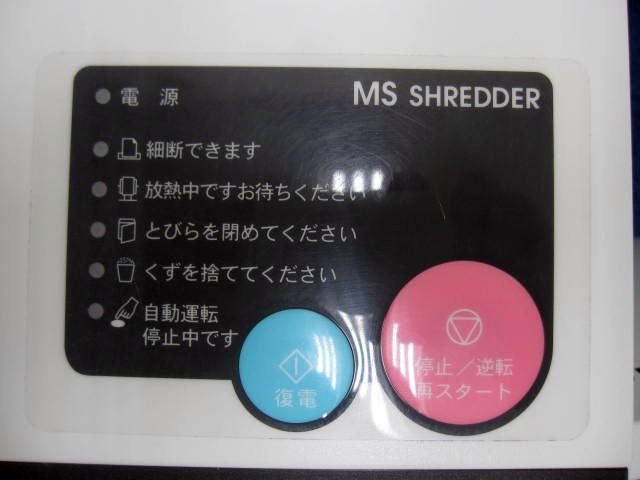 電源
MS SHREDDER
細断できます
放熱中ですお待ちください
とびらを閉めてください
くずを捨ててください
自動運転
停止中です
復電
停止/逆転
再スタート